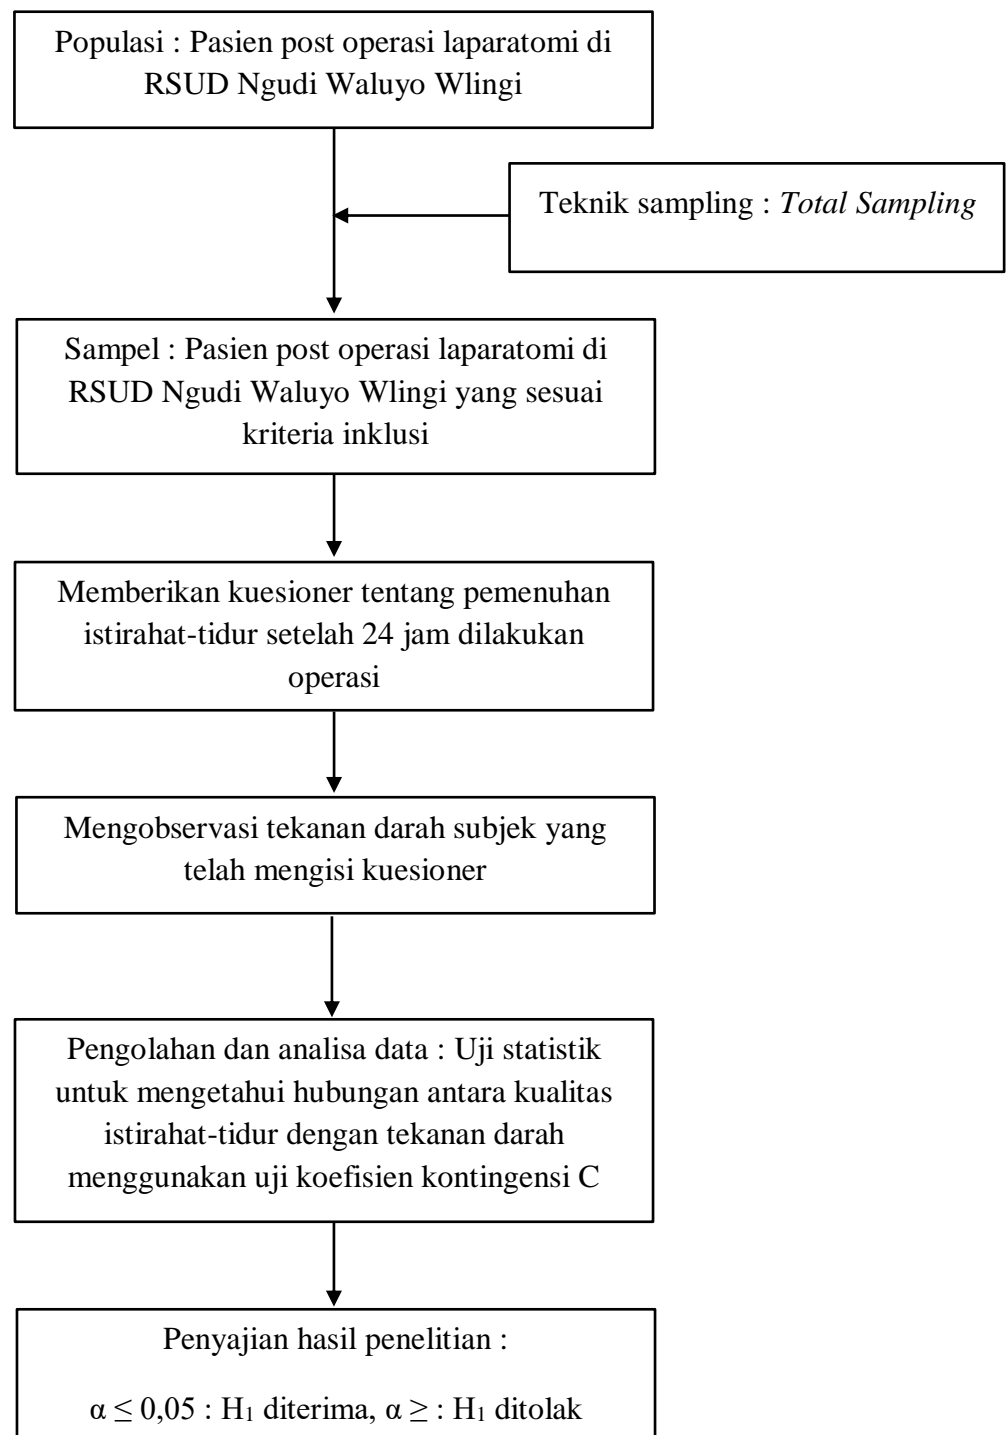 Populasi : Pasien post operasi laparatomi di
RSUD Ngudi Waluyo Wlingi
Teknik sampling : Total Sampling
Sampel : Pasien post operasi laparatomi di
RSUD Ngudi Waluyo Wlingi yang sesuai
kriteria inklusi
Memberikan kuesioner tentang pemenuhan
istirahat-tidur setelah 24 jam dilakukan
operasi
Mengobservasi tekanan darah subjek yang
telah mengisi kuesioner
Pengolahan dan analisa data : Uji statistik
untuk mengetahui hubungan antara kualitas
istirahat-tidur dengan tekanan darah
menggunakan uji koefisien kontingensi C
Penyajian hasil penelitian :
α ≤ 0,05 : H₁ diterima, α ≥ : H₁ ditolak